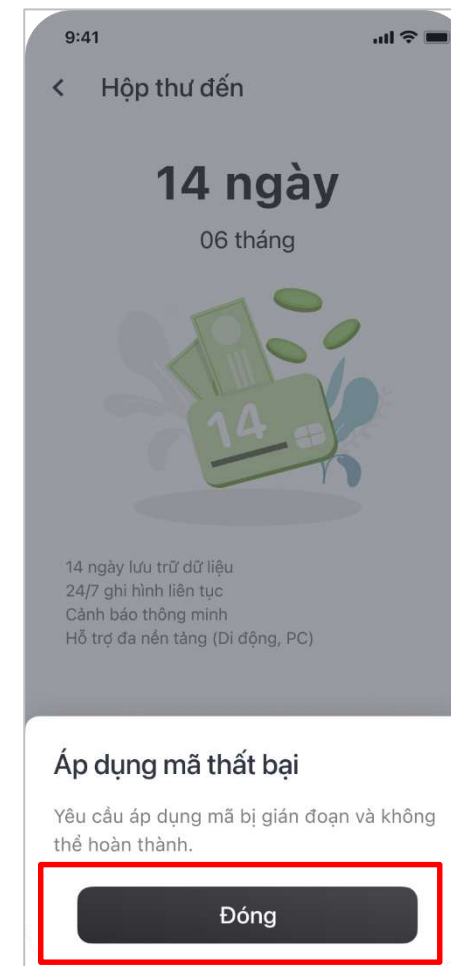 9:41
Hộp thư đến
14 ngày
06 tháng
14
14 ngày lưu trữ dữ liệu
24/7 ghi hình liên tục
Cảnh báo thông minh
Hỗ trợ đa nền tảng (Di động, PC)
Áp dụng mã thất bại
Yêu cầu áp dụng mã bị gián đoạn và không
thể hoàn thành.
Đóng